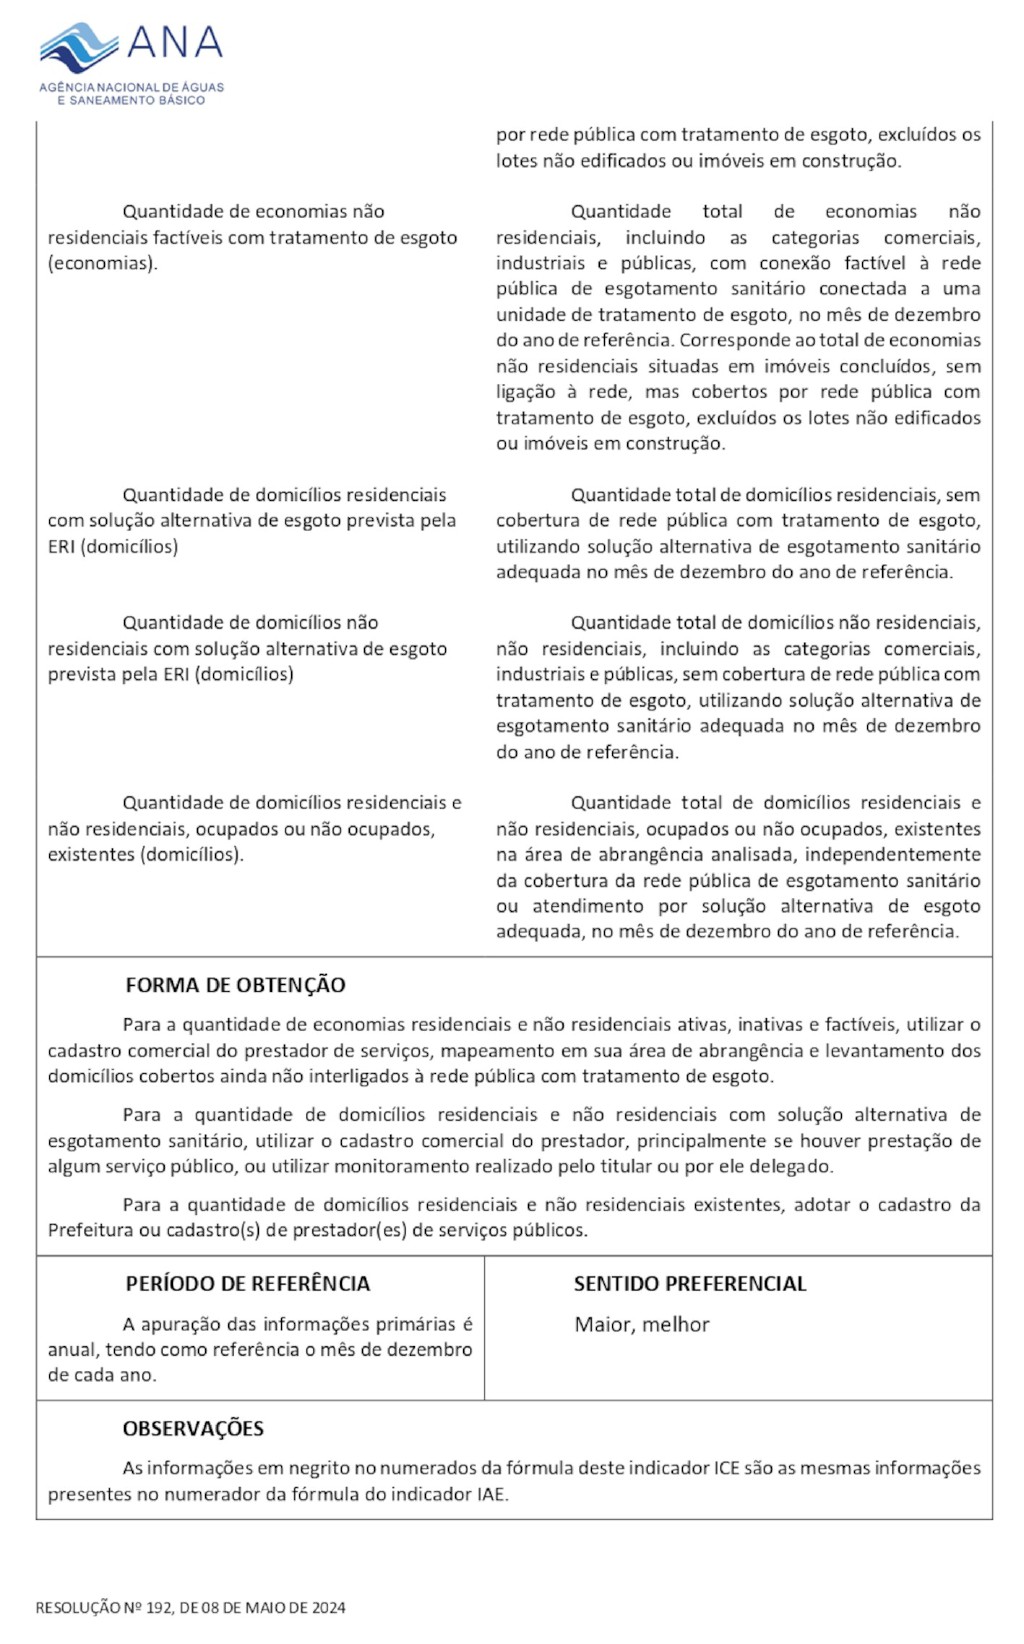 ANA
AGÊNCIA NACIONAL DE ÁGUAS
E SANEAMENTO BÁSICO
por rede pública com tratamento de esgoto, excluídos os
lotes não edificados ou imóveis em construção.
Quantidade de economias não
residenciais factíveis com tratamento de esgoto
(economias).
Quantidade total de economias não
residenciais, incluindo as categorias comerciais,
industriais e públicas, com conexão factível à rede
pública de esgotamento sanitário conectada a uma
unidade de tratamento de esgoto, no mês de dezembro
do ano de referência. Corresponde ao total de economias
não residenciais situadas em imóveis concluídos, sem
ligação à rede, mas cobertos por rede pública com
tratamento de esgoto, excluídos os lotes não edificados
ou imóveis em construção.
Quantidade de domicílios residenciais
com solução alternativa de esgoto prevista pela
ERI (domicílios)
Quantidade total de domicílios residenciais, sem
cobertura de rede pública com tratamento de esgoto,
utilizando solução alternativa de esgotamento sanitário
adequada no mês de dezembro do ano de referência.
Quantidade de domicílios não
residenciais com solução alternativa de esgoto
prevista pela ERI (domicílios)
Quantidade total de domicílios não residenciais,
não residenciais, incluindo as categorias comerciais,
industriais e públicas, sem cobertura de rede pública com
tratamento de esgoto, utilizando solução alternativa de
esgotamento sanitário adequada no mês de dezembro
do ano de referência.
Quantidade de domicílios residenciais e
não residenciais, ocupados ou não ocupados,
existentes (domicílios).
Quantidade total de domicílios residenciais e
não residenciais, ocupados ou não ocupados, existentes
na área de abrangência analisada, independentemente
da cobertura da rede pública de esgotamento sanitário
ou atendimento por solução alternativa de esgoto
adequada, no mês de dezembro do ano de referência.
FORMA DE OBTENÇÃO
Para a quantidade de economias residenciais e não residenciais ativas, inativas e factíveis, utilizar o
cadastro comercial do prestador de serviços, mapeamento em sua área de abrangência e levantamento dos
domicílios cobertos ainda não interligados à rede pública com tratamento de esgoto.
Para a quantidade de domicílios residenciais e não residenciais com solução alternativa de
esgotamento sanitário, utilizar o cadastro comercial do prestador, principalmente se houver prestação de
algum serviço público, ou utilizar monitoramento realizado pelo titular ou por ele delegado.
Para a quantidade de domicílios residenciais e não residenciais existentes, adotar o cadastro da
Prefeitura ou cadastro(s) de prestador(es) de serviços públicos.
PERÍODO DE REFERÊNCIA
A apuração das informações primárias é
anual, tendo como referência o mês de dezembro
de cada ano.
SENTIDO PREFERENCIAL
Maior, melhor
OBSERVAÇÕES
As informações em negrito no numerados da fórmula deste indicador ICE são as mesmas informações
presentes no numerador da fórmula do indicador IAE.
RESOLUÇÃO Nº 192, DE 08 DE MAIO DE 2024